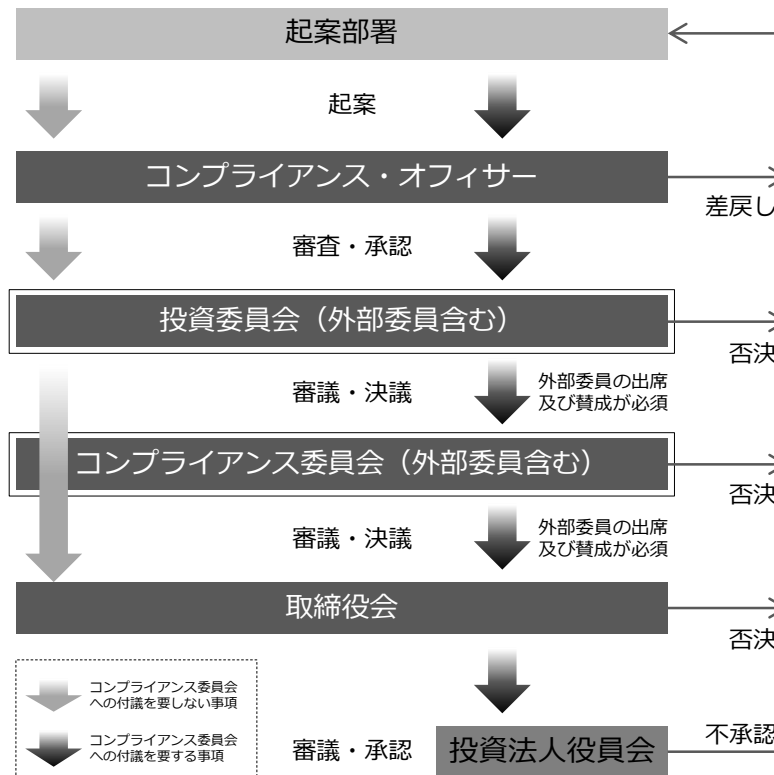 起案部署
起案
コンプライアンス・オフィサー
差戻し
審査・承認
投資委員会（外部委員含む）
否決
審議・決議
外部委員の出席
及び賛成が必須
コンプライアンス委員会（外部委員含む）
否決
審議・決議
外部委員の出席
及び賛成が必須
取締役会
否決
コンプライアンス委員会
への付議を要しない事項
コンプライアンス委員会
への付議を要する事項
審議・承認
投資法人役員会
不承認